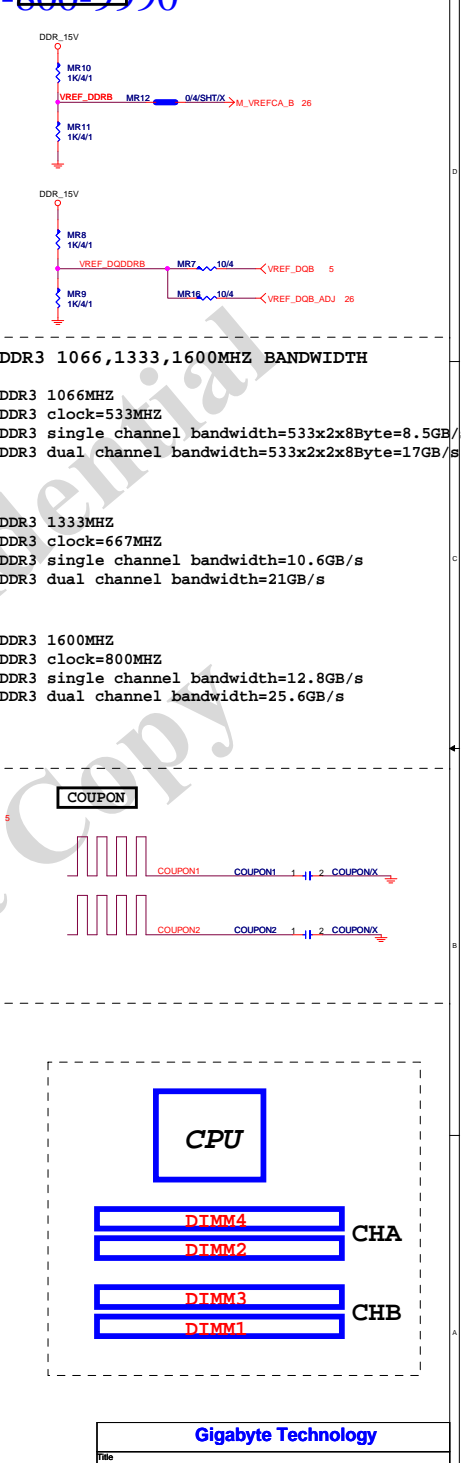 -800-9990
DDR_15V
MR10
1K/4/1
VREF_DDRB MR12 0/4/SHT/X M_VREFCA_B 26
MR11
1K/4/1
DDR_15V
MR8
1K/4/1
VREF_DQDDRB MR7 10/4 VREF_DQB 5
MR9
1K/4/1
MR16 10/4 VREF_DQB_ADJ 26
D
DDR3 1066,1333,1600MHZ BANDWIDTH
DDR3 1066MHZ
DDR3 clock=533MHZ
DDR3 single channel bandwidth=533x2x8Byte=8.5GB/
DDR3 dual channel bandwidth=533x2x2x8Byte=17GB/s
DDR3 1333MHZ
DDR3 clock=667MHZ
DDR3 single channel bandwidth=10.6GB/s
DDR3 dual channel bandwidth=21GB/s
C
DDR3 1600MHZ
DDR3 clock=800MHZ
DDR3 single channel bandwidth=12.8GB/s
DDR3 dual channel bandwidth=25.6GB/s
dential
Copy
COUPON
5
COUPON1 COUPON1 1 2 COUPON/X
COUPON2 COUPON2 1 2 COUPON/X
B
CPU
DIMM4
DIMM2
CHA
DIMM3
DIMM1
CHB
A
Gigabyte Technology
Title